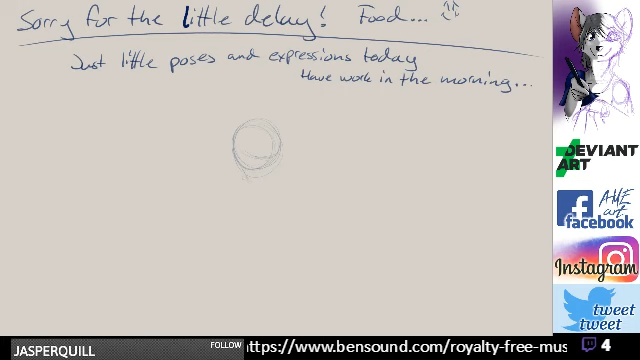 Sorry for the little delay! Food...
Just little poses and expressions today
Have work in the morning...
DEVIANT
ART
AHE
art
facebook
Instagram
tweet
tweet
JASPERQUILL
FOLLOW
https://www.bensound.com/royalty-free-mus
4